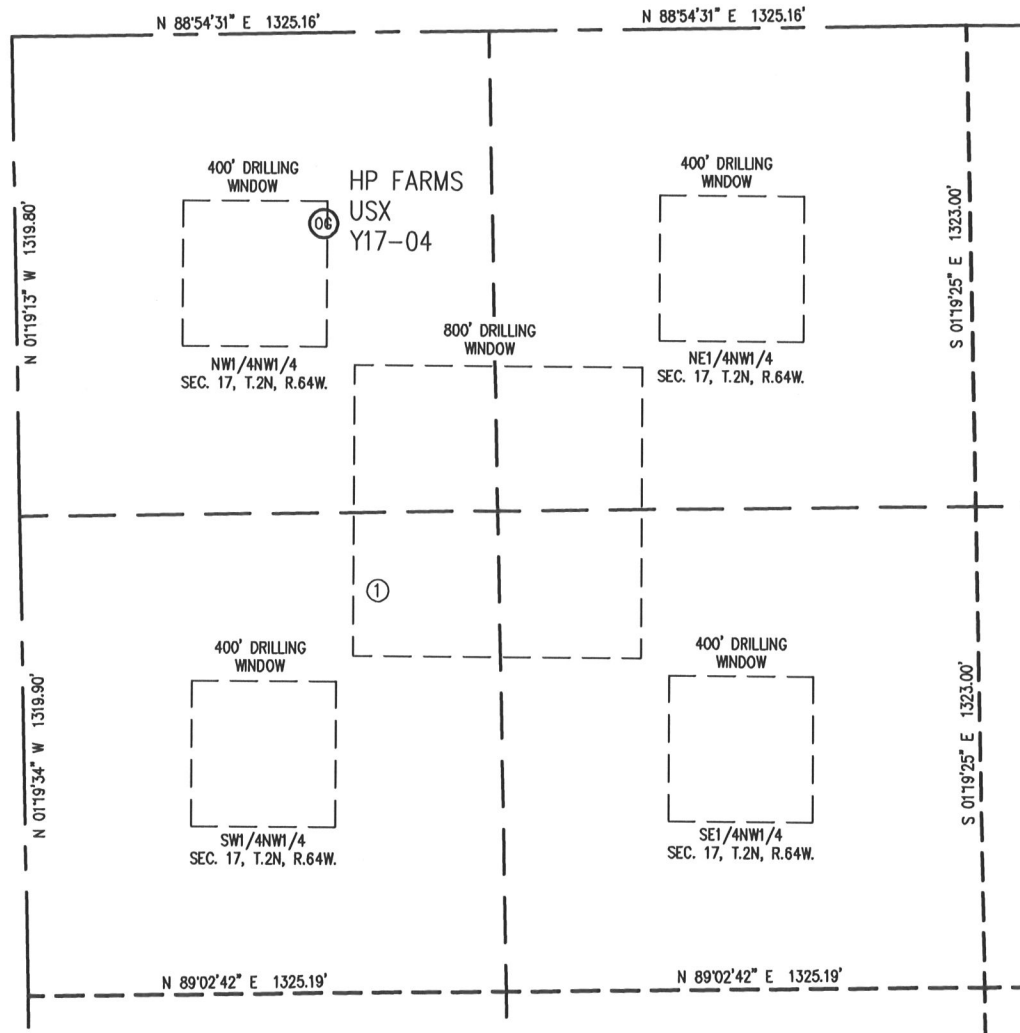 N 88°54'31" E 1325.16'
N 88°54'31" E 1325.16'
N 01°19'13" W 1319.80'
400' DRILLING
WINDOW
OG
HP FARMS
USX
Y17-04
400' DRILLING
WINDOW
S 01°19'25" E 1323.00'
NW1/4NW1/4
SEC. 17, T.2N, R.64W.
800' DRILLING
WINDOW
NE1/4NW1/4
SEC. 17, T.2N, R.64W.
1
N 01°19'34" W 1319.90'
400' DRILLING
WINDOW
400' DRILLING
WINDOW
S 01°19'25" E 1323.00'
SW1/4NW1/4
SEC. 17, T.2N, R.64W.
SE1/4NW1/4
SEC. 17, T.2N, R.64W.
N 89°02'42" E 1325.19'
N 89°02'42" E 1325.19'